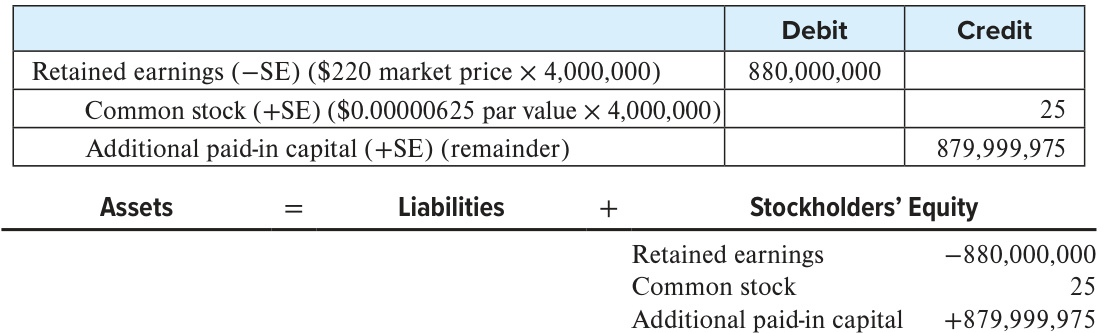 Debit Credit
Retained earnings (−SE) ($220 market price × 4,000,000) 880,000,000
Common stock (+SE) ($0.00000625 par value × 4,000,000) 25
Additional paid-in capital (+SE) (remainder) 879,999,975
Assets = Liabilities + Stockholders’ Equity
Retained earnings −880,000,000
Common stock 25
Additional paid-in capital +879,999,975